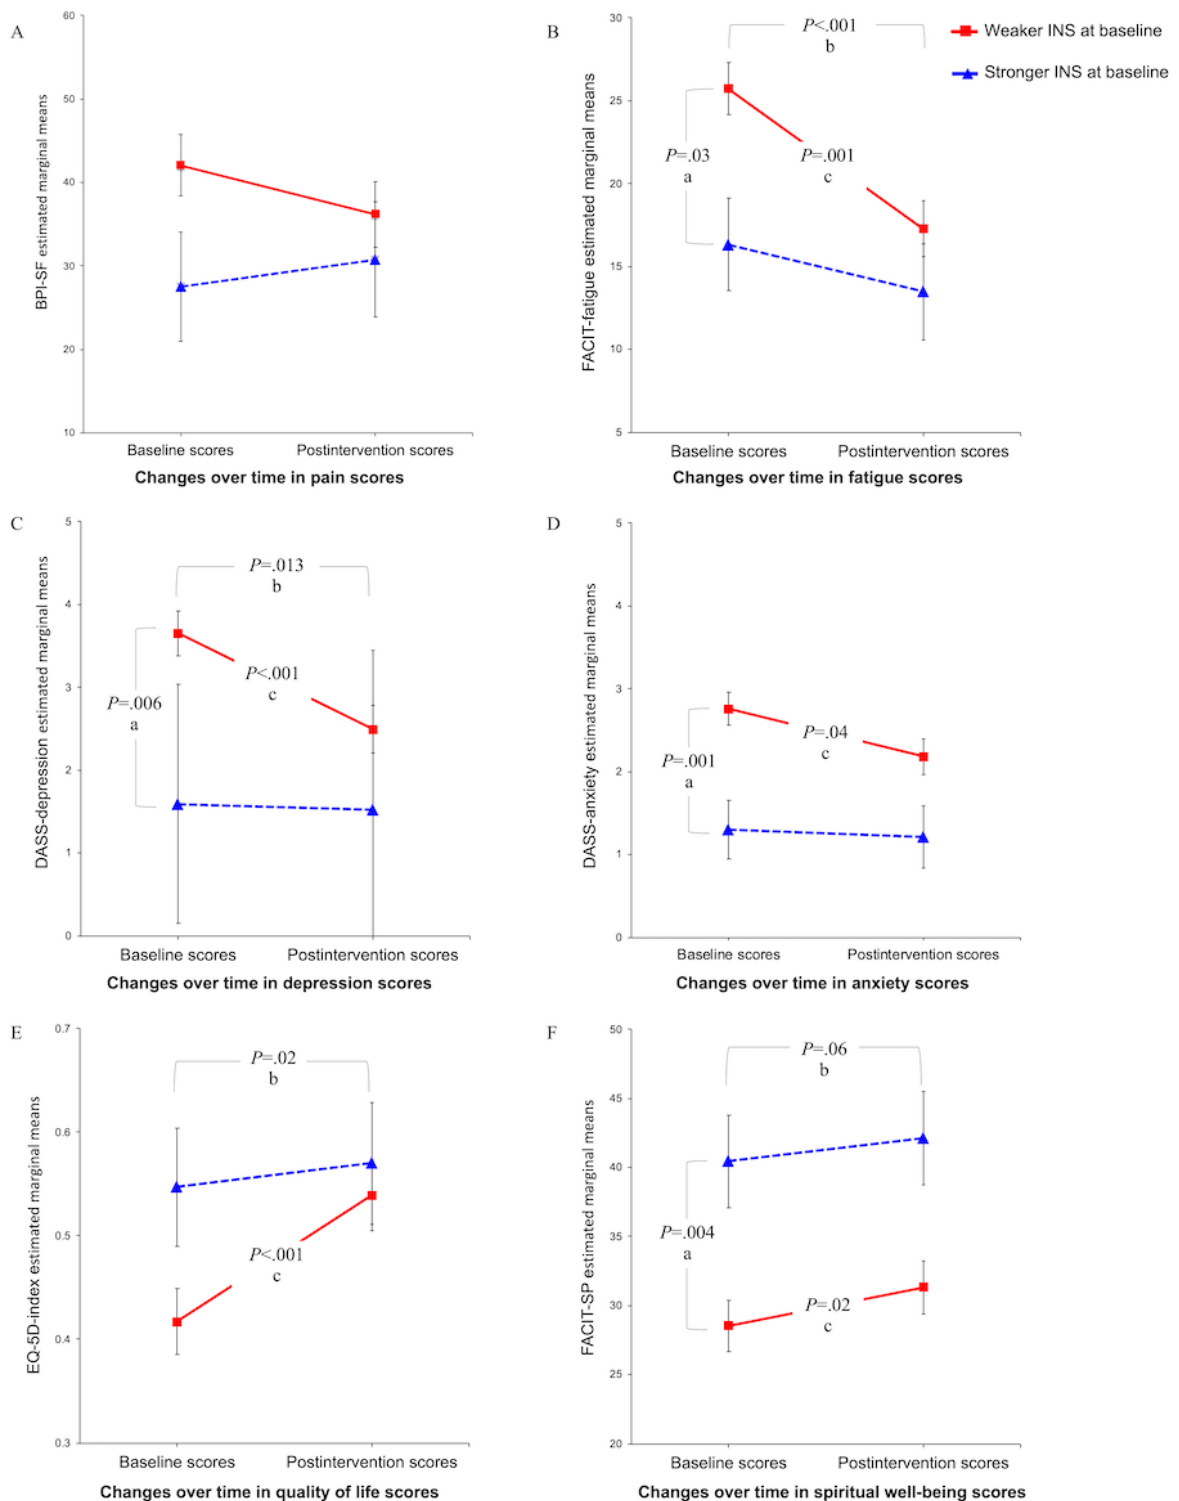 A
60
50
40
30
20
10
BPI-SF estimated marginal means
Baseline scores
Postintervention scores
Changes over time in pain scores
B
30
25
20
15
10
5
FACIT-fatigue estimated marginal means
P<.001
b
P=.03
a
P=.001
c
Baseline scores
Postintervention scores
Changes over time in fatigue scores
Weaker INS at baseline
Stronger INS at baseline
C
5
4
3
2
1
0
DASS-depression estimated marginal means
P=.013
b
P=.006
a
P<.001
c
Baseline scores
Postintervention scores
Changes over time in depression scores
D
5
4
3
2
1
0
DASS-anxiety estimated marginal means
P=.001
a
P=.04
c
Baseline scores
Postintervention scores
Changes over time in anxiety scores
E
0.7
0.6
0.5
0.4
0.3
EQ-5D-index estimated marginal means
P=.02
b
P<.001
c
Baseline scores
Postintervention scores
Changes over time in quality of life scores
F
50
45
40
35
30
25
20
FACIT-SP estimated marginal means
P=.06
b
P=.004
a
P=.02
c
Baseline scores
Postintervention scores
Changes over time in spiritual well-being scores